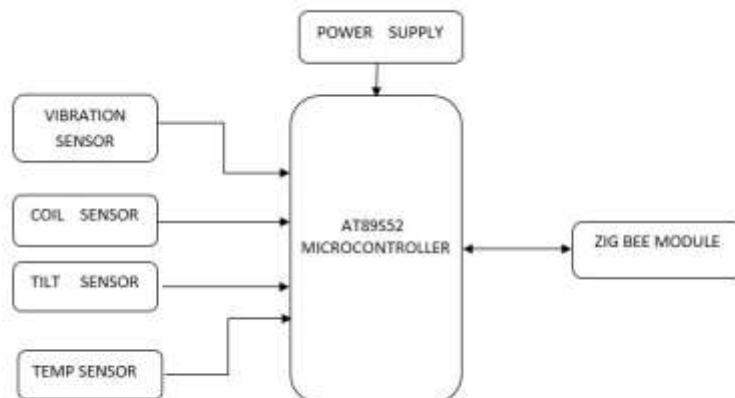 POWER SUPPLY
VIBRATION
SENSOR
COIL SENSOR
TILT SENSOR
TEMP SENSOR
AT89S52
MICROCONTROLLER
ZIG BEE MODULE